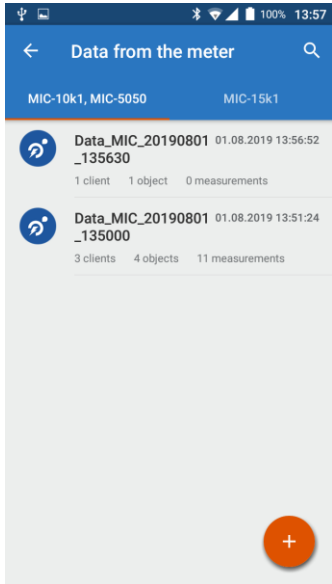 100% 13:57
Data from the meter
MIC-10k1, MIC-5050 MIC-15k1
Data_MIC_20190801 01.08.2019 13:56:52
_135630
1 client 1 object 0 measurements
Data_MIC_20190801 01.08.2019 13:51:24
_135000
3 clients 4 objects 11 measurements